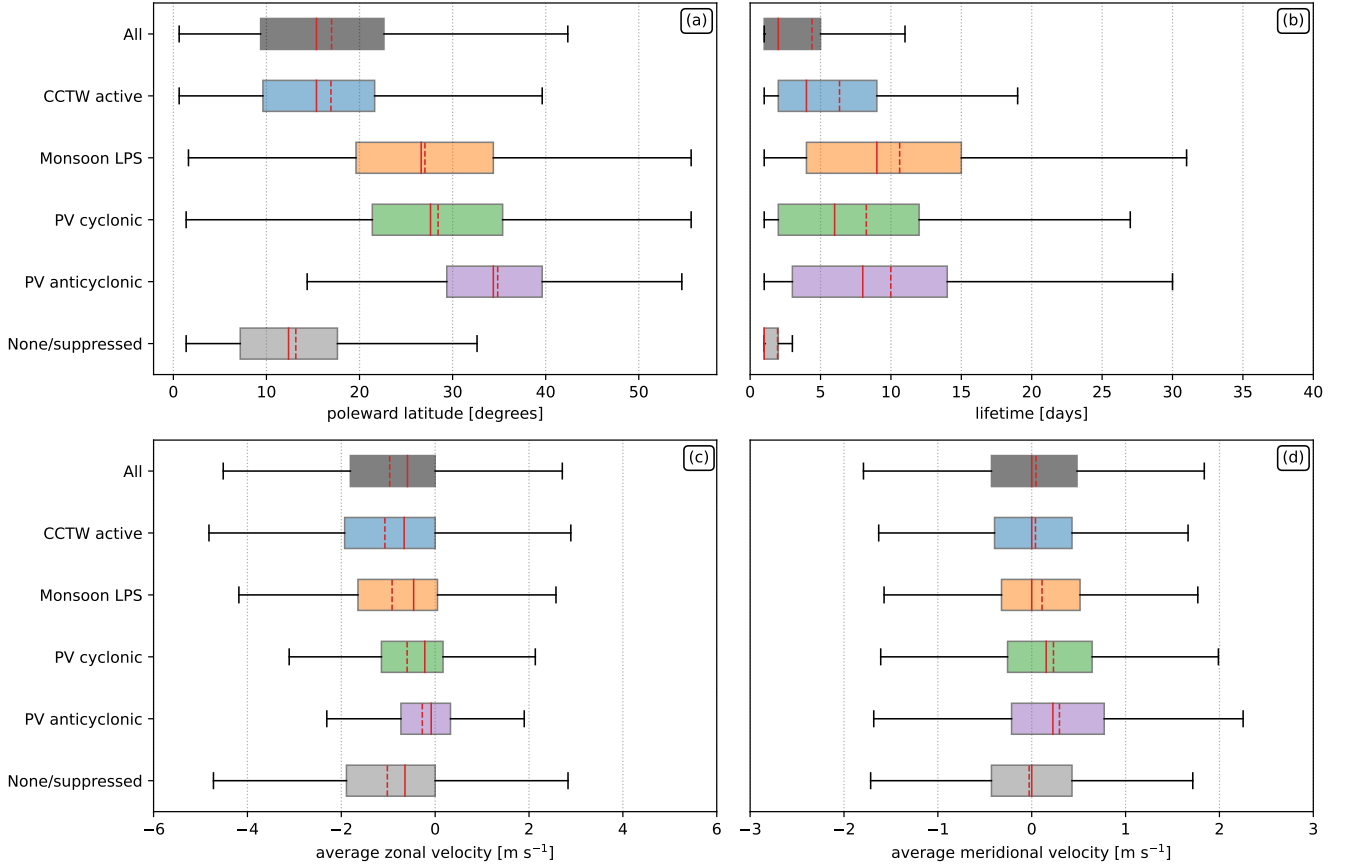 All
CCTW active
Monsoon LPS
PV cyclonic
PV anticyclonic
None/suppressed
(a)
0 10 20 30 40 50
poleward latitude [degrees]
(b)
0 5 10 15 20 25 30 35 40
lifetime [days]
All
CCTW active
Monsoon LPS
PV cyclonic
PV anticyclonic
None/suppressed
(c)
−6 −4 −2 0 2 4 6
average zonal velocity [m s⁻¹]
(d)
−3 −2 −1 0 1 2 3
average meridional velocity [m s⁻¹]